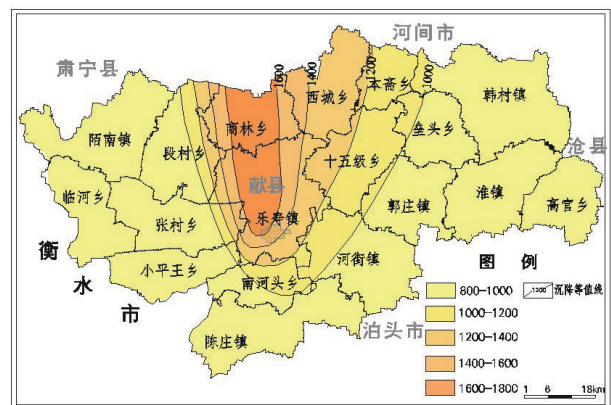 河间市
肃宁县
1600
1400
1200
1000
西城乡
本斋乡
韩村镇
商林乡
陌南镇
段村乡
垒头乡
十五级乡
沧县
献县
临河乡
郭庄镇
淮镇
高官乡
乐寿镇
张村乡
衡水市
小平王乡
河街镇
南河头乡
陈庄镇
泊头市
图 例
800—1000
1200 沉降等值线
1000—1200
1200—1400
1400—1600
1600—1800
1 6 18km